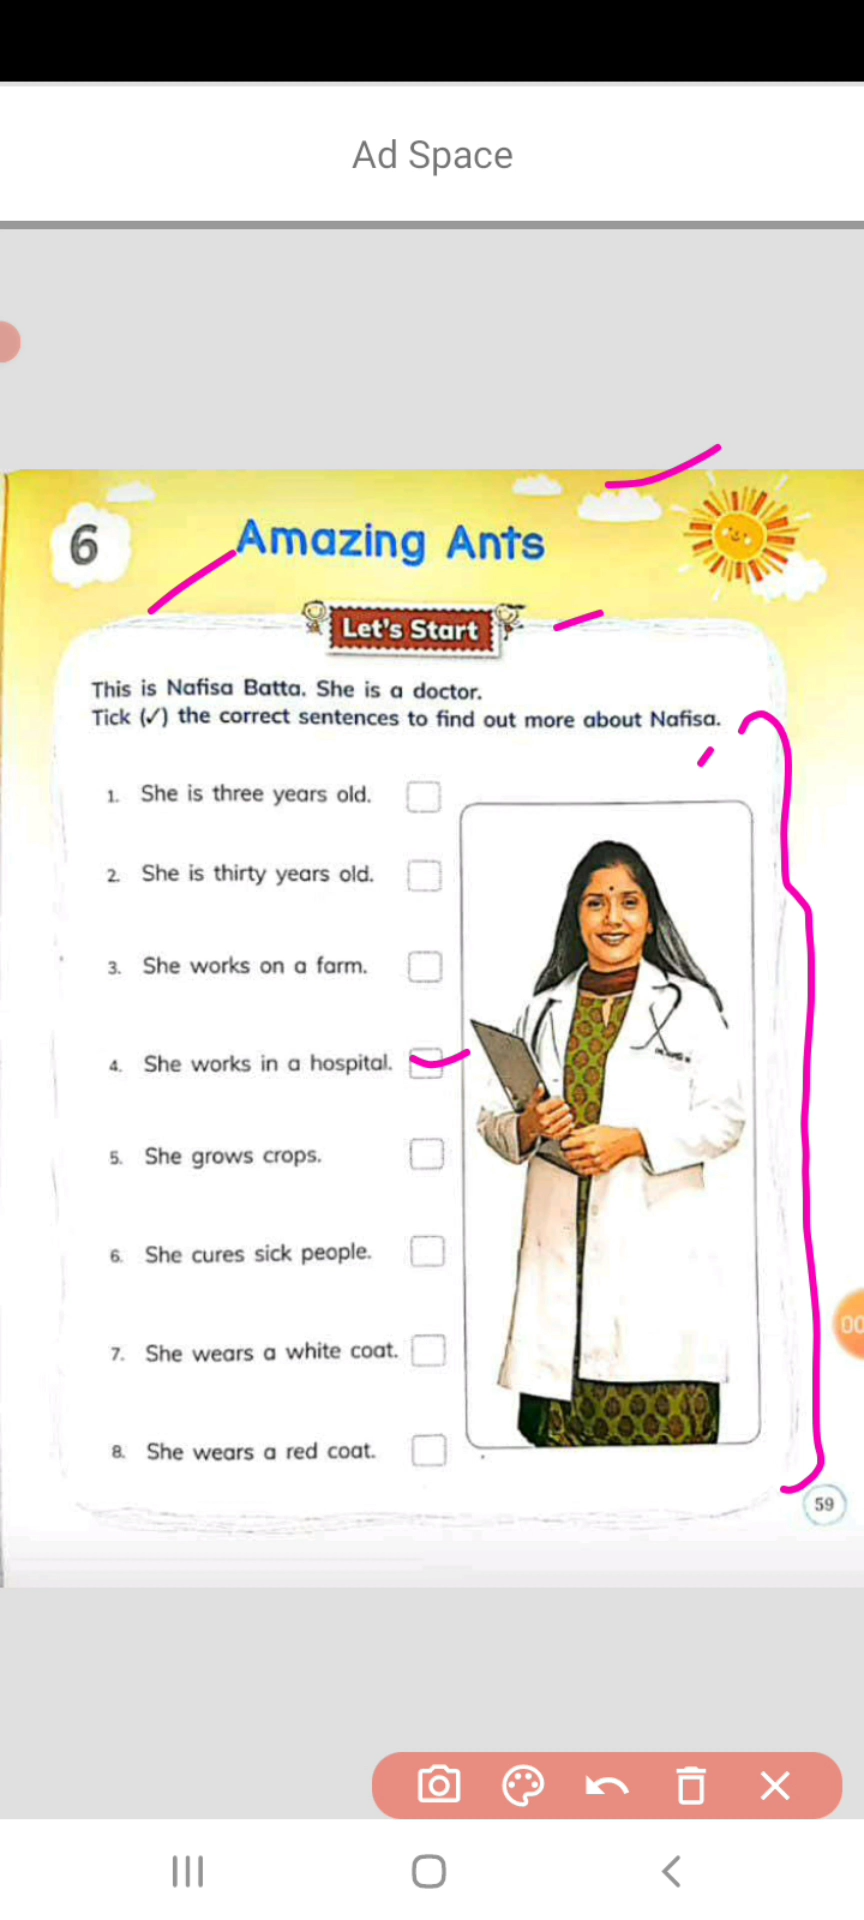 Ad Space
6
Amazing Ants
Let's Start
This is Nafisa Batta. She is a doctor.
Tick (✓) the correct sentences to find out more about Nafisa.
1. She is three years old.
2. She is thirty years old.
3. She works on a farm.
4. She works in a hospital.
5. She grows crops.
6. She cures sick people.
7. She wears a white coat.
8. She wears a red coat.
59
00